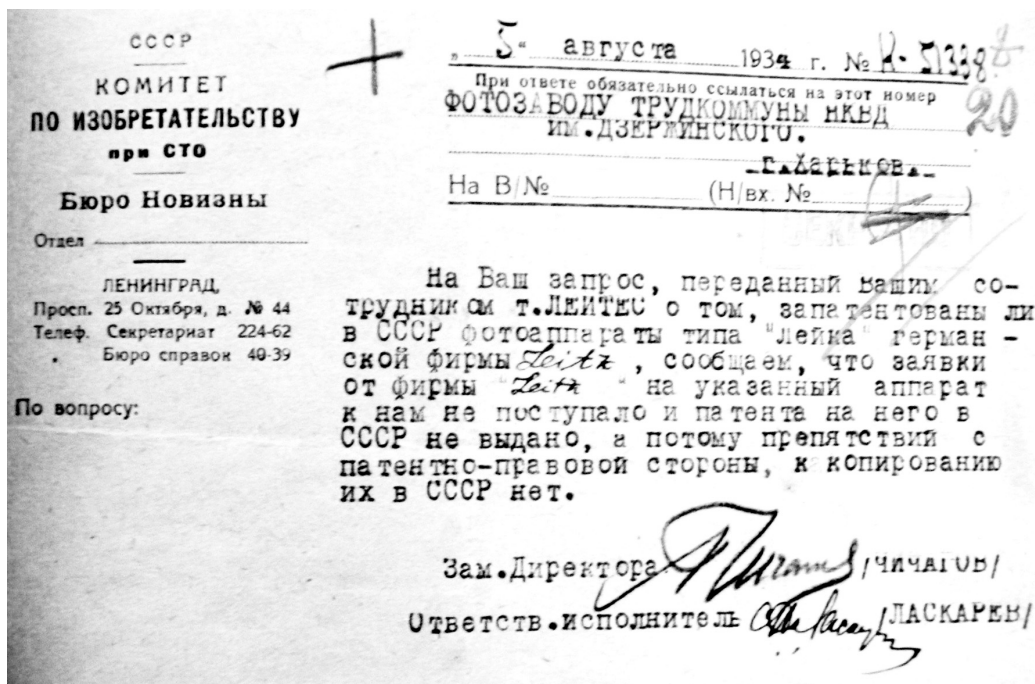 СССР
КОМИТЕТ
ПО ИЗОБРЕТАТЕЛЬСТВУ
при СТО
Бюро Новизны
Отдел
ЛЕНИНГРАД,
Просп. 25 Октября, д. № 44
Телеф. Секретариат 224-62
" Бюро справок 40-39
По вопросу:
„ 5 “ августа 1934 г. № К-51338
При ответе обязательно ссылаться на этот номер
20
ФОТОЗАВОДУ ТРУДКОММУНЫ НКВД
ИМ.ДЗЕРЖИНСКОГО.
г.Харьков.
На В/№ (Н/вх. № )
На Ваш запрос, переданный Вашим со-
трудником т.ЛЕЙТЕС о том, запатентованы ли
в СССР фотоаппараты типа "Лейка" герман -
ской фирмы Leitz , сообщаем, что заявки
от фирмы "Leitz " на указанный аппарат
к нам не поступало и патента на него в
СССР не выдано, а потому препятствий с
патентно-правовой стороны, к копированию
их в СССР нет.
Зам.Директора /ЧИЧАГОВ/
Ответств.исполнитель /ЛАСКАРЕВ/